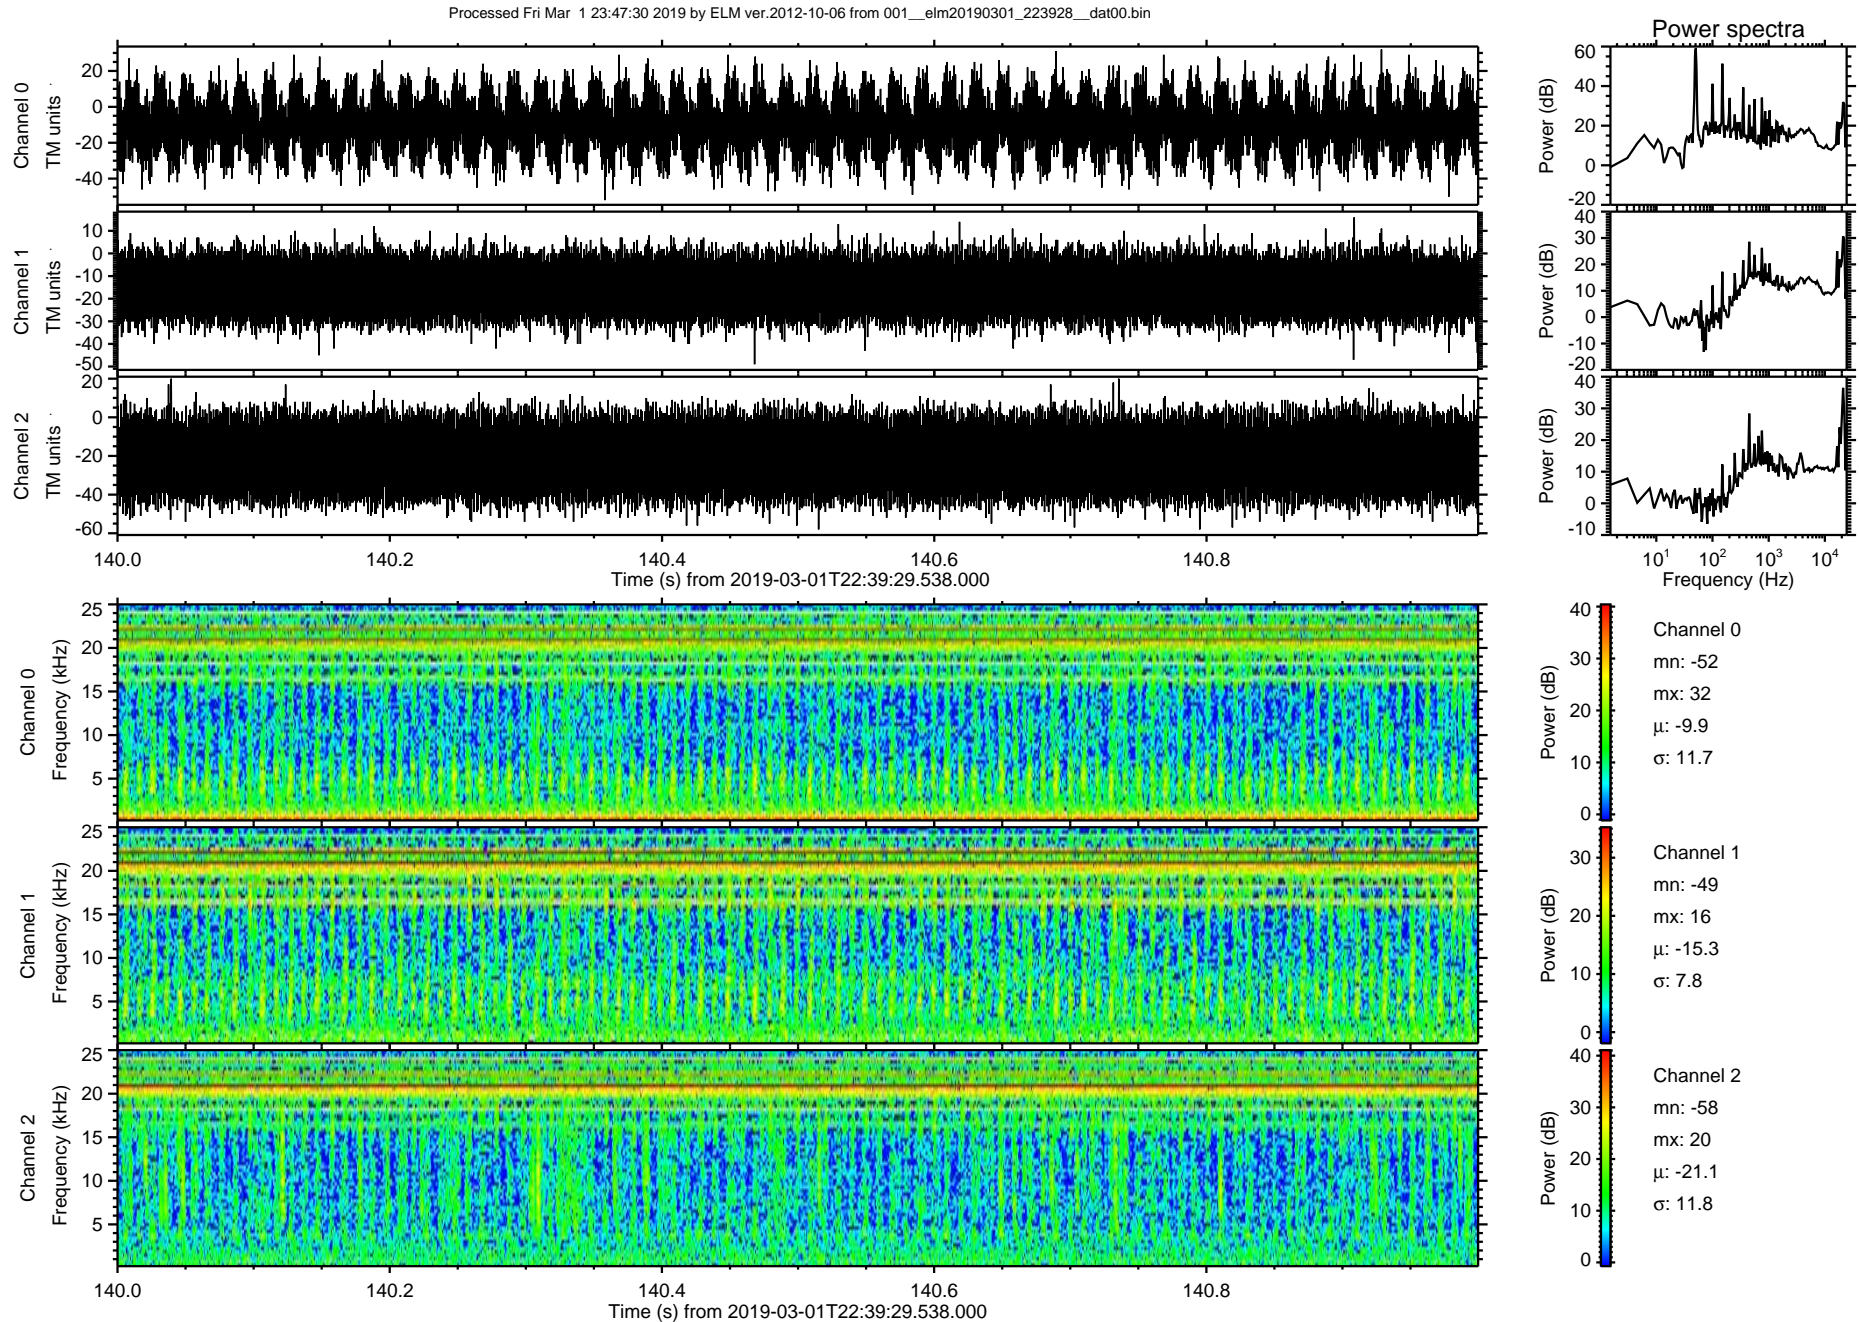 Processed Fri Mar  1 23:47:30 2019 by ELM ver.2012-10-06 from 001__elm20190301_223928__dat00.bin
Power spectra
Channel 0
TM units
20
0
-20
-40
Power (dB)
60
40
20
0
-20
Channel 1
TM units
10
0
-10
-20
-30
-40
-50
Power (dB)
40
30
20
10
0
-10
-20
Channel 2
TM units
20
0
-20
-40
-60
Power (dB)
40
30
20
10
0
-10
140.0 140.2 140.4 140.6 140.8
Time (s) from 2019-03-01T22:39:29.538.000
10^1 10^2 10^3 10^4
Frequency (Hz)
Channel 0
Frequency (kHz)
25
20
15
10
5
Power (dB)
40
30
20
10
0
Channel 0
mn: -52
mx: 32
μ: -9.9
σ: 11.7
Channel 1
Frequency (kHz)
25
20
15
10
5
Power (dB)
30
20
10
0
Channel 1
mn: -49
mx: 16
μ: -15.3
σ: 7.8
Channel 2
Frequency (kHz)
25
20
15
10
5
Power (dB)
40
30
20
10
0
Channel 2
mn: -58
mx: 20
μ: -21.1
σ: 11.8
140.0 140.2 140.4 140.6 140.8
Time (s) from 2019-03-01T22:39:29.538.000